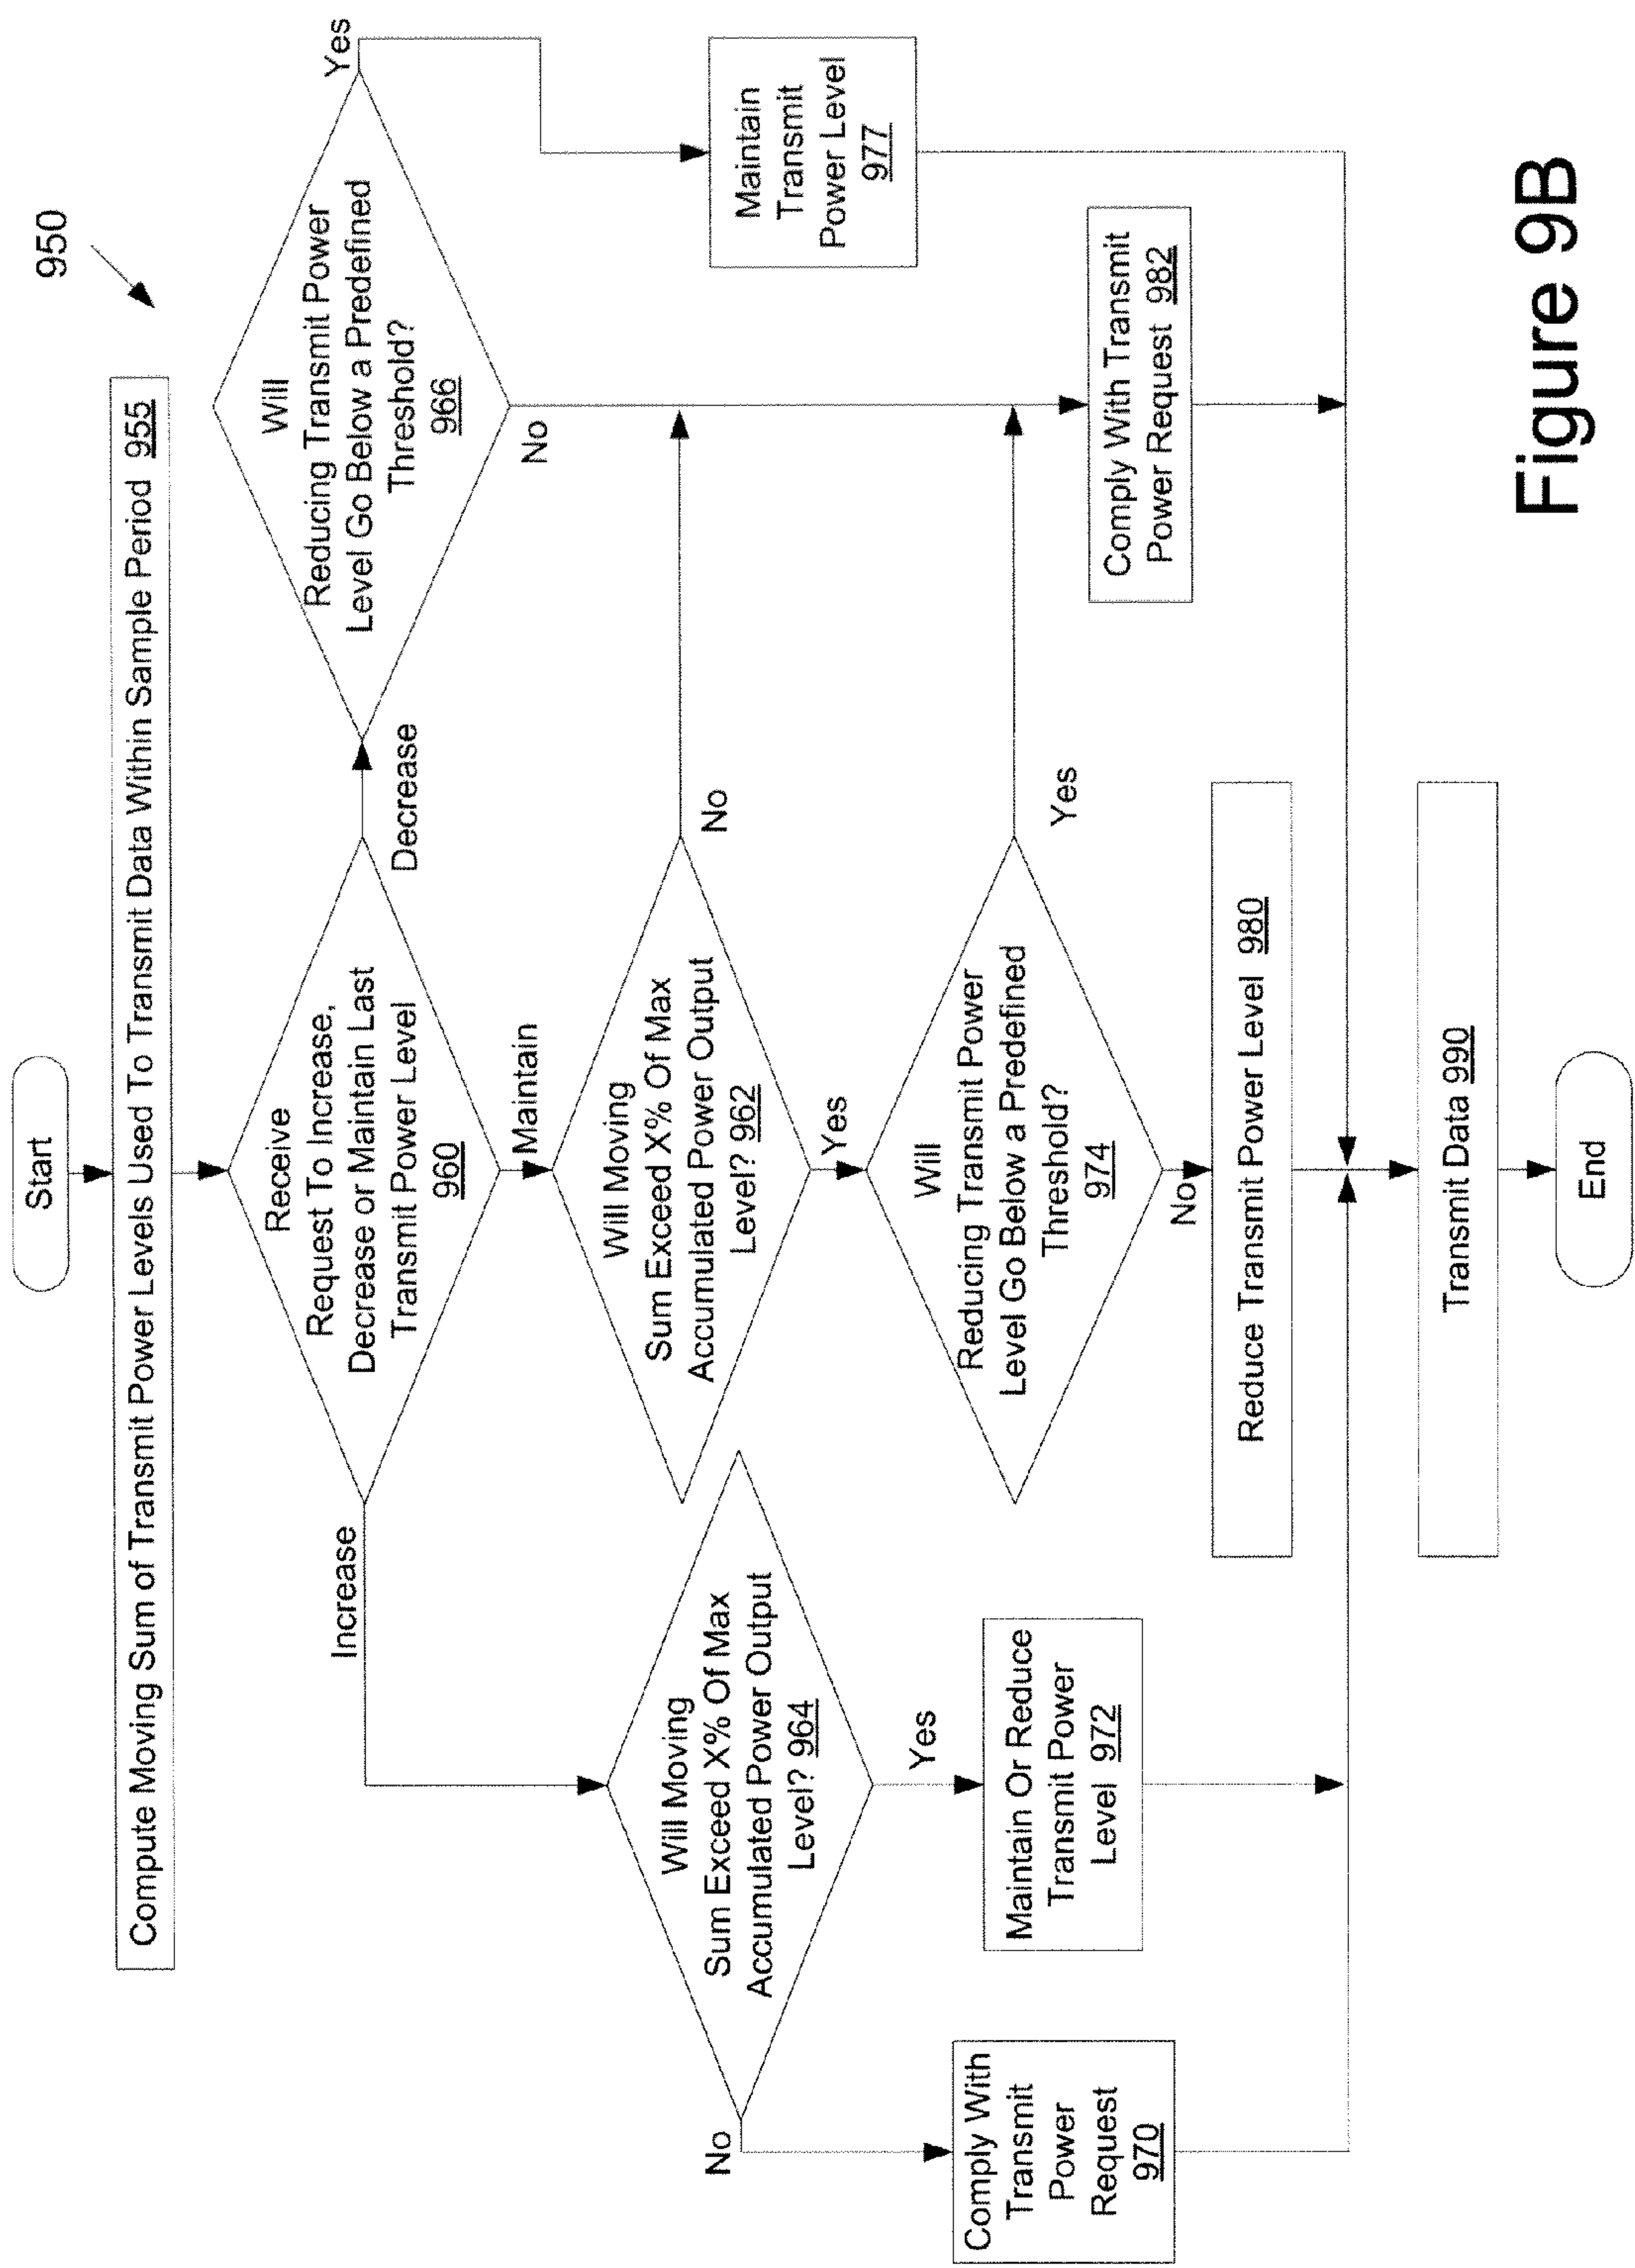 950
Start
Compute Moving Sum of Transmit Power Levels Used To Transmit Data Within Sample Period 955
Receive
Request To Increase,
Decrease or Maintain Last
Transmit Power Level
960
Increase
Maintain
Decrease
Will
Reducing Transmit Power
Level Go Below a Predefined
Threshold?
966
Yes
No
Will Moving
Sum Exceed X% Of Max
Accumulated Power Output
Level? 964
No
Yes
Will Moving
Sum Exceed X% Of Max
Accumulated Power Output
Level? 962
No
Yes
Maintain
Transmit
Power Level
977
Comply With
Transmit
Power
Request
970
Maintain Or Reduce
Transmit Power
Level 972
Will
Reducing Transmit Power
Level Go Below a Predefined
Threshold?
974
Yes
No
Comply With Transmit
Power Request 982
Reduce Transmit Power Level 980
Transmit Data 990
End
Figure 9B